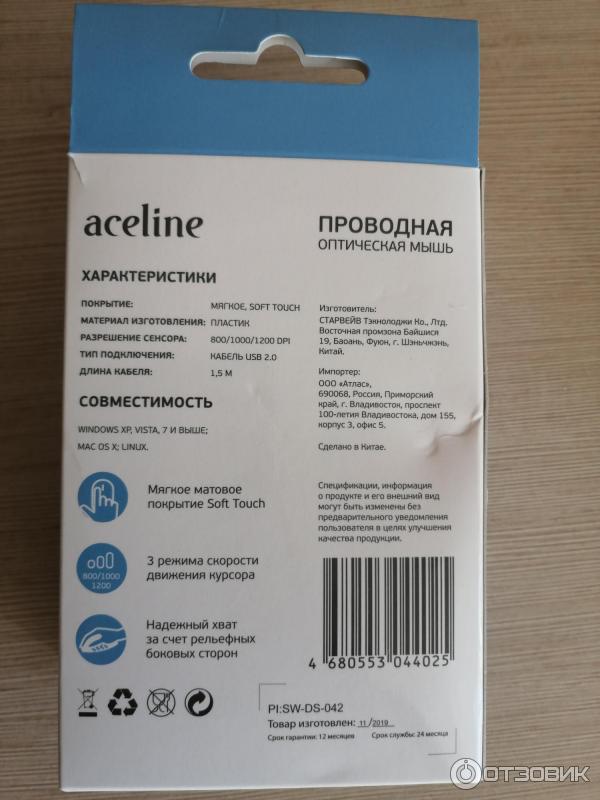 aceline
ПРОВОДНАЯ
ОПТИЧЕСКАЯ МЫШЬ
ХАРАКТЕРИСТИКИ
ПОКРЫТИЕ: МЯГКОЕ, SOFT TOUCH
МАТЕРИАЛ ИЗГОТОВЛЕНИЯ: ПЛАСТИК
РАЗРЕШЕНИЕ СЕНСОРА: 800/1000/1200 DPI
ТИП ПОДКЛЮЧЕНИЯ: КАБЕЛЬ USB 2.0
ДЛИНА КАБЕЛЯ: 1,5 М
СОВМЕСТИМОСТЬ
WINDOWS XP, VISTA, 7 И ВЫШЕ;
MAC OS X; LINUX.
Мягкое матовое
покрытие Soft Touch
800/1000
1200
3 режима скорости
движения курсора
Надежный хват
за счет рельефных
боковых сторон
Изготовитель:
СТАРВЕЙВ Тэкнолоджи Ко., Лтд.
Восточная промзона Байшися
19, Баоань, Фуюн, г. Шэньчжэнь,
Китай.
Импортер:
ООО «Атлас»,
690068, Россия, Приморский
край, г. Владивосток, проспект
100-летия Владивостока, дом 155,
корпус 3, офис 5.
Сделано в Китае.
Спецификации, информация
о продукте и его внешний вид
могут быть изменены без
предварительного уведомления
пользователя в целях улучшения
качества продукции.
4 680553 044025
PI:SW-DS-042
Товар изготовлен: 11 /2019
Срок гарантии: 12 месяцев Срок службы: 24 месяца
ОТЗОВИК